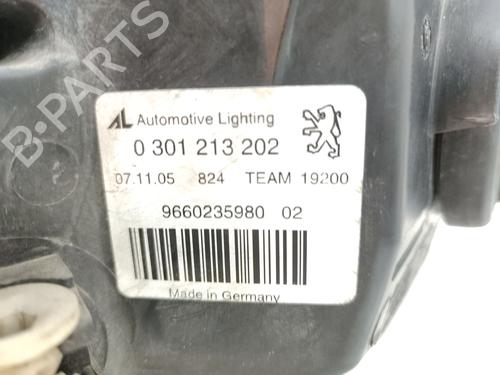 B-PARTS
AL Automotive Lighting
0 301 213 202
07.11.05 824 TEAM 19200
9660235980 02
Made in Germany